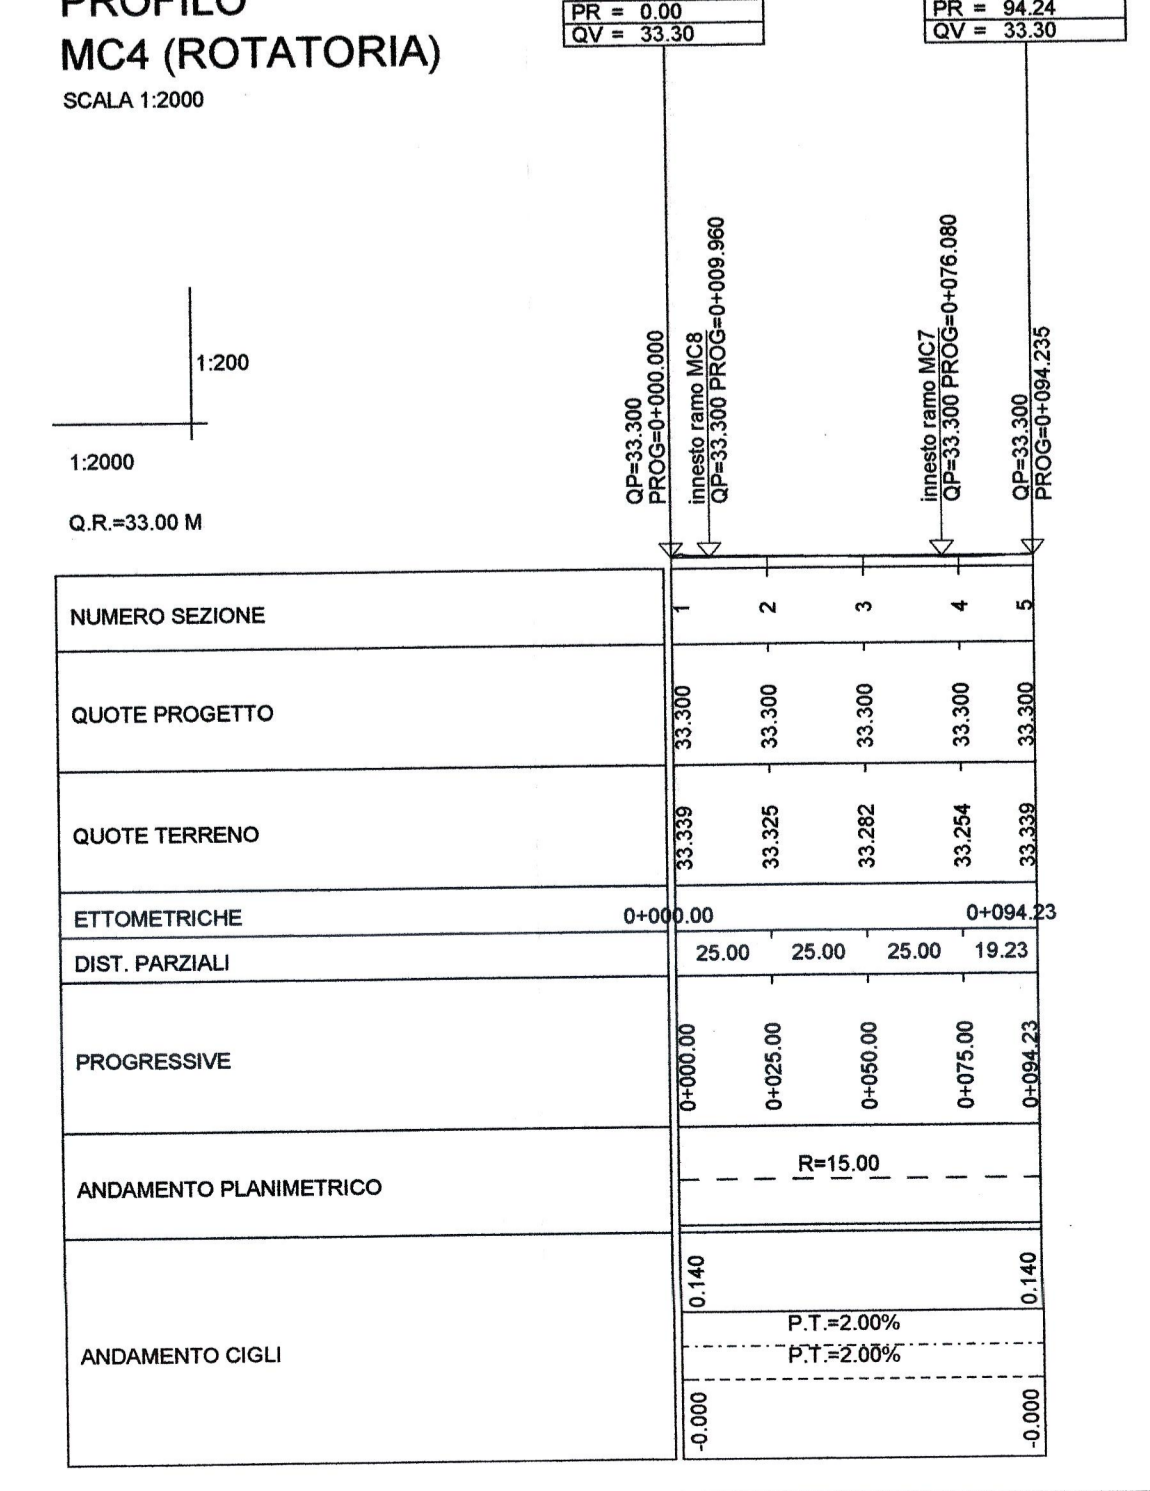 PROFILO
MC4 (ROTATORIA)
SCALA 1:2000
PR = 0.00
QV = 33.30
PR = 94.24
QV = 33.30
1:200
1:2000
Q.R.=33.00 M
QP=33.300
PROG=0+000.000
innesto ramo MC8
QP=33.300 PROG=0+009.960
innesto ramo MC7
QP=33.300 PROG=0+076.080
QP=33.300
PROG=0+094.235
NUMERO SEZIONE 1 2 3 4 5
QUOTE PROGETTO 33.300 33.300 33.300 33.300 33.300
QUOTE TERRENO 33.339 33.325 33.282 33.254 33.339
ETTOMETRICHE 0+000.00 0+094.23
DIST. PARZIALI 25.00 25.00 25.00 19.23
PROGRESSIVE 0+000.00 0+025.00 0+050.00 0+075.00 0+094.23
ANDAMENTO PLANIMETRICO R=15.00
ANDAMENTO CIGLI
0.140 0.140
P.T.=2.00%
P.T.=2.00%
-0.000 -0.000